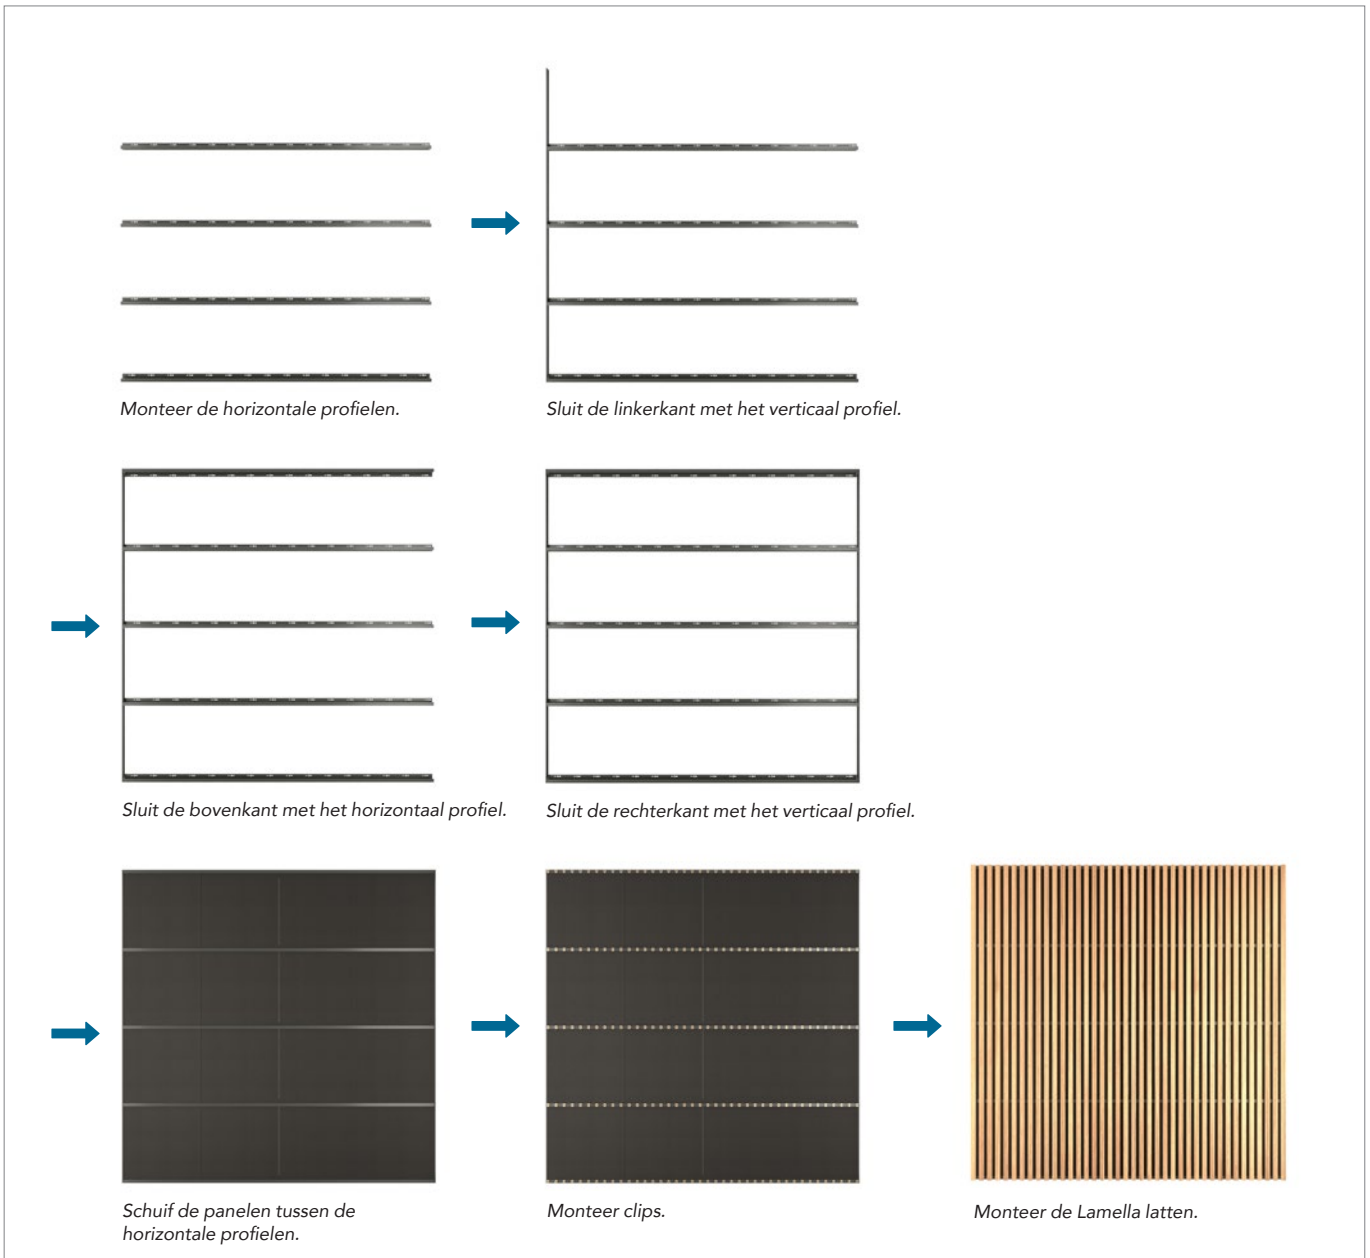 Monteer de horizontale profielen.
Sluit de linkerkant met het verticaal profiel.
Sluit de bovenkant met het horizontaal profiel.
Sluit de rechterkant met het verticaal profiel.
Schuif de panelen tussen de
horizontale profielen.
Monteer clips.
Monteer de Lamella latten.